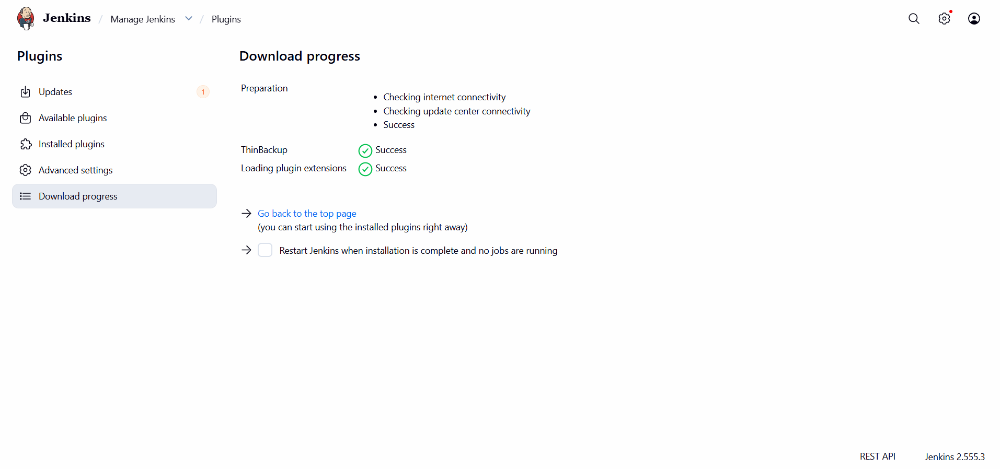 Jenkins / Manage Jenkins / Plugins
Plugins
Updates 1
Available plugins
Installed plugins
Advanced settings
Download progress
Download progress
Preparation
Checking internet connectivity
Checking update center connectivity
Success
ThinBackup Success
Loading plugin extensions Success
Go back to the top page
(you can start using the installed plugins right away)
Restart Jenkins when installation is complete and no jobs are running
REST API Jenkins 2.555.3